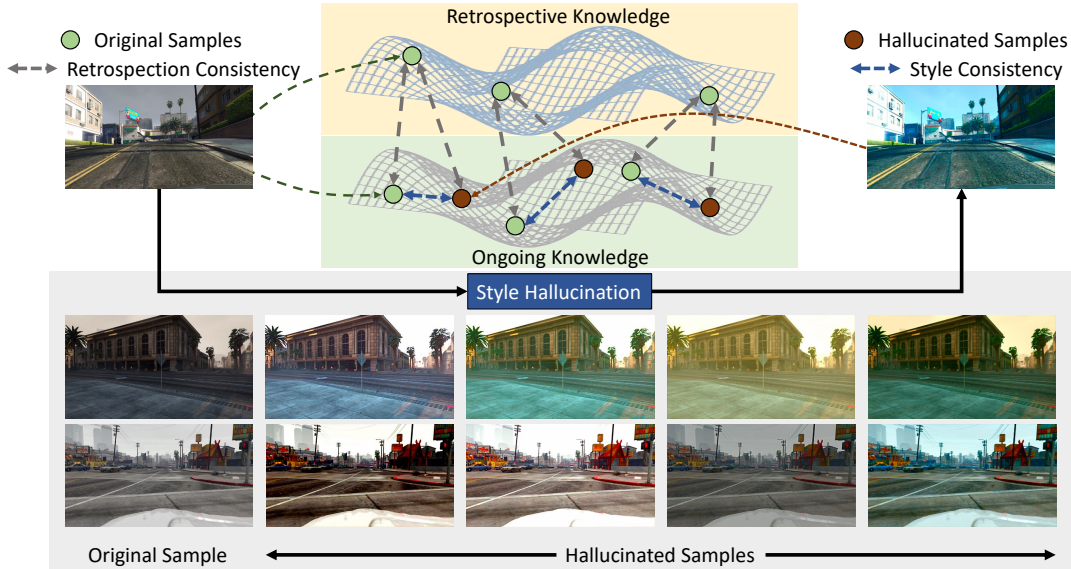 Retrospective Knowledge
Original Samples
Retrospection Consistency
Hallucinated Samples
Style Consistency
Ongoing Knowledge
Style Hallucination
Original Sample
Hallucinated Samples